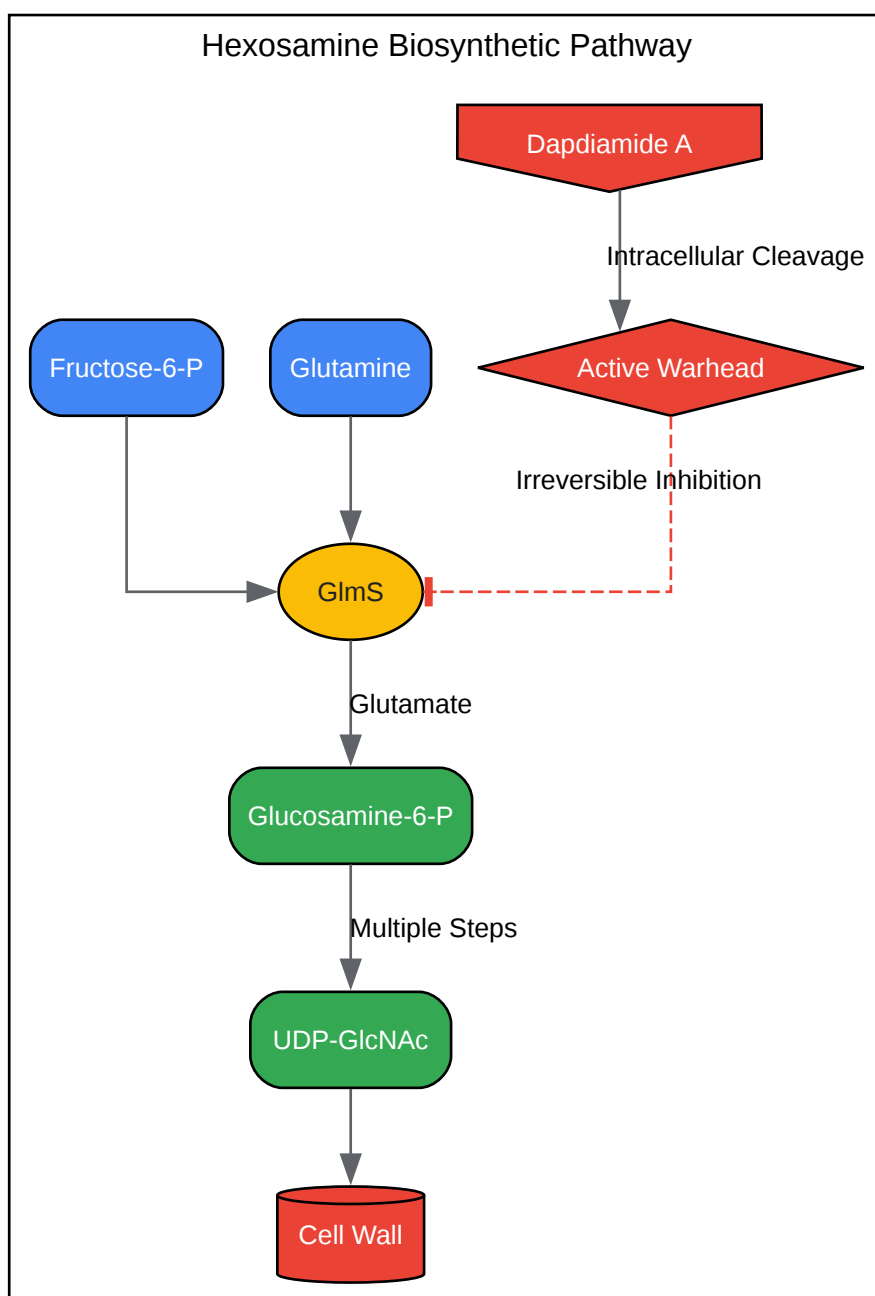 Hexosamine Biosynthetic Pathway
Dapdiamide A
Intracellular Cleavage
Fructose-6-P
Glutamine
Active Warhead
Irreversible Inhibition
GlmS
Glutamate
Glucosamine-6-P
Multiple Steps
UDP-GlcNAc
Cell Wall